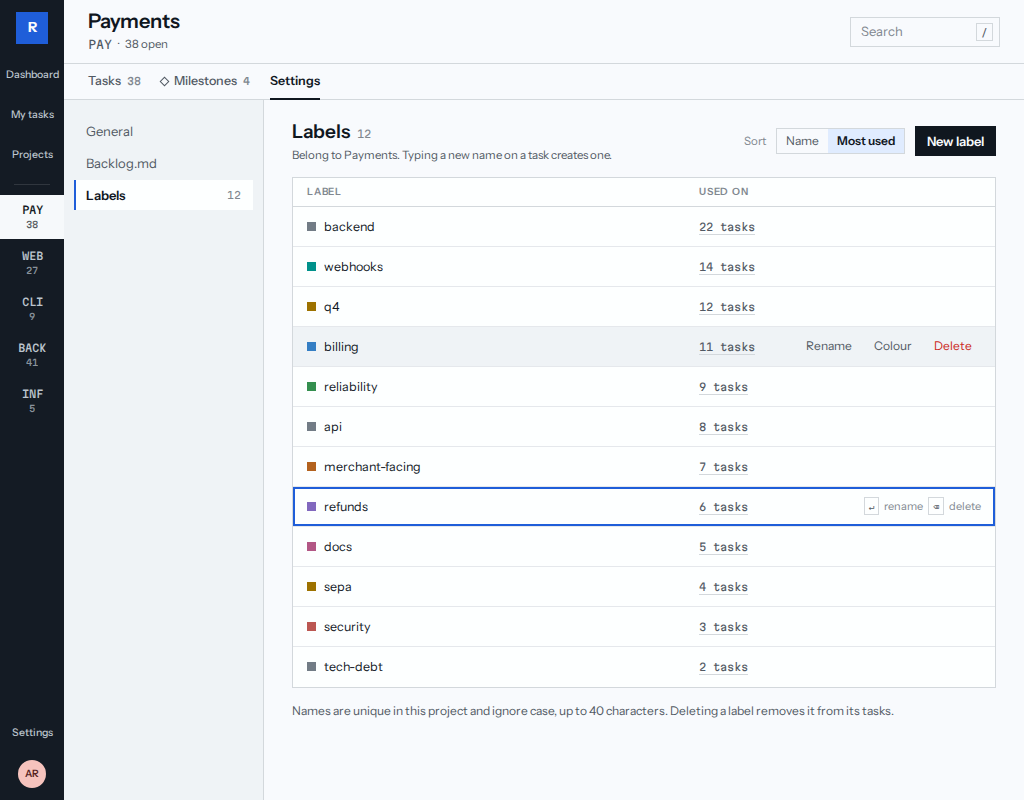 R
Dashboard
My tasks
Projects
PAY
38
WEB
27
CLI
9
BACK
41
INF
5
Settings
AR
Payments
PAY · 38 open
Search /
Tasks 38 Milestones 4 Settings
General
Backlog.md
Labels 12
Labels 12
Belong to Payments. Typing a new name on a task creates one.
Sort Name Most used New label
LABEL USED ON
backend 22 tasks
webhooks 14 tasks
q4 12 tasks
billing 11 tasks Rename Colour Delete
reliability 9 tasks
api 8 tasks
merchant-facing 7 tasks
refunds 6 tasks ↵ rename ⌫ delete
docs 5 tasks
sepa 4 tasks
security 3 tasks
tech-debt 2 tasks
Names are unique in this project and ignore case, up to 40 characters. Deleting a label removes it from its tasks.